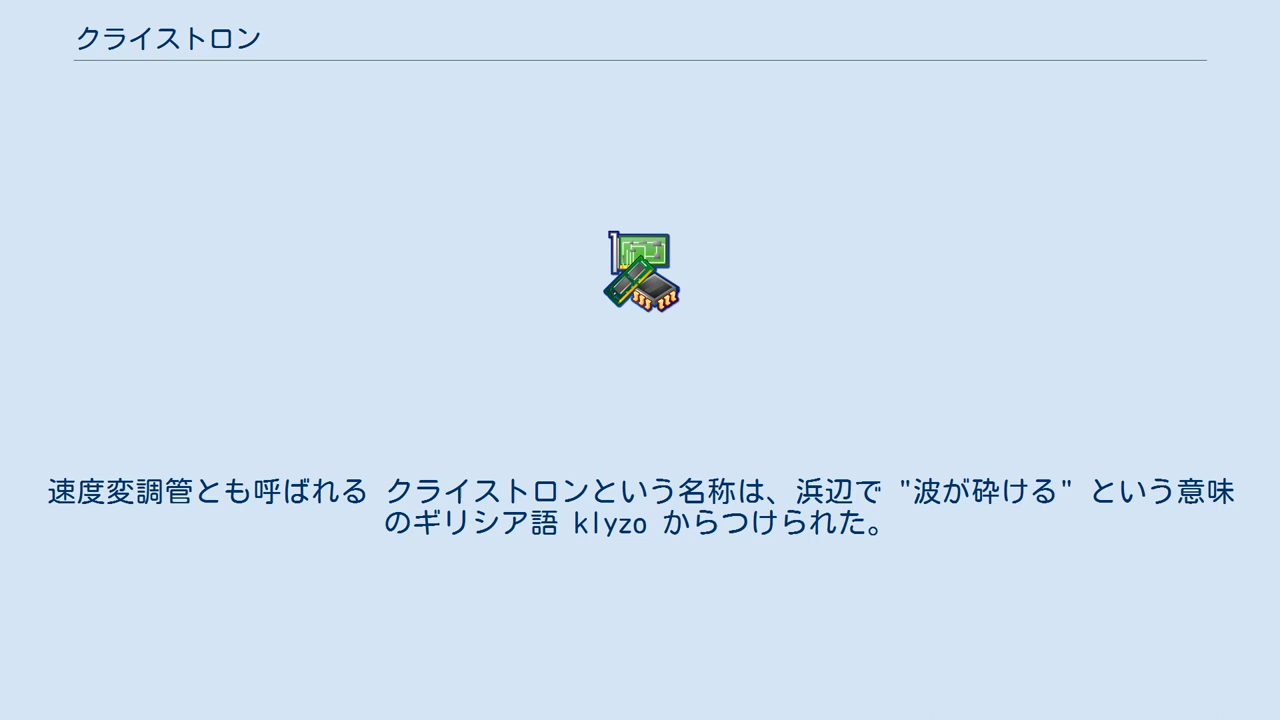 クライストロン
速度変調管とも呼ばれる クライストロンという名称は、浜辺で "波が砕ける" という意味
のギリシア語 klyzo からつけられた。